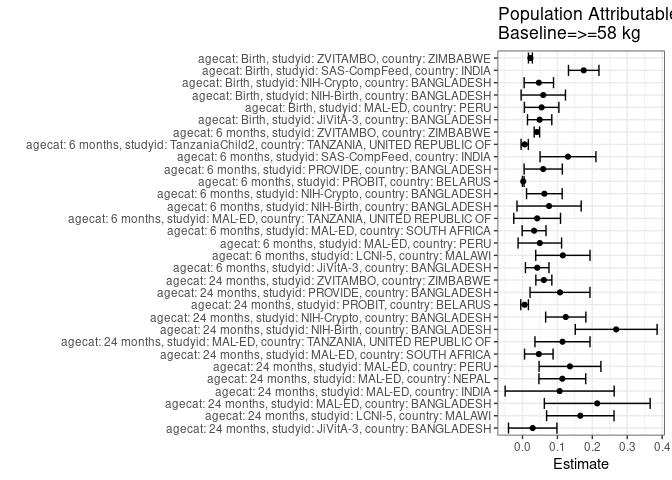 Population Attributable
Baseline=>=58 kg
agecat: Birth, studyid: ZVITAMBO, country: ZIMBABWE
agecat: Birth, studyid: SAS-CompFeed, country: INDIA
agecat: Birth, studyid: NIH-Crypto, country: BANGLADESH
agecat: Birth, studyid: NIH-Birth, country: BANGLADESH
agecat: Birth, studyid: MAL-ED, country: PERU
agecat: Birth, studyid: JiVitA-3, country: BANGLADESH
agecat: 6 months, studyid: ZVITAMBO, country: ZIMBABWE
agecat: 6 months, studyid: TanzaniaChild2, country: TANZANIA, UNITED REPUBLIC OF
agecat: 6 months, studyid: SAS-CompFeed, country: INDIA
agecat: 6 months, studyid: PROVIDE, country: BANGLADESH
agecat: 6 months, studyid: PROBIT, country: BELARUS
agecat: 6 months, studyid: NIH-Crypto, country: BANGLADESH
agecat: 6 months, studyid: NIH-Birth, country: BANGLADESH
agecat: 6 months, studyid: MAL-ED, country: TANZANIA, UNITED REPUBLIC OF
agecat: 6 months, studyid: MAL-ED, country: SOUTH AFRICA
agecat: 6 months, studyid: MAL-ED, country: PERU
agecat: 6 months, studyid: LCNI-5, country: MALAWI
agecat: 6 months, studyid: JiVitA-3, country: BANGLADESH
agecat: 24 months, studyid: ZVITAMBO, country: ZIMBABWE
agecat: 24 months, studyid: PROVIDE, country: BANGLADESH
agecat: 24 months, studyid: PROBIT, country: BELARUS
agecat: 24 months, studyid: NIH-Crypto, country: BANGLADESH
agecat: 24 months, studyid: NIH-Birth, country: BANGLADESH
agecat: 24 months, studyid: MAL-ED, country: TANZANIA, UNITED REPUBLIC OF
agecat: 24 months, studyid: MAL-ED, country: SOUTH AFRICA
agecat: 24 months, studyid: MAL-ED, country: PERU
agecat: 24 months, studyid: MAL-ED, country: NEPAL
agecat: 24 months, studyid: MAL-ED, country: INDIA
agecat: 24 months, studyid: MAL-ED, country: BANGLADESH
agecat: 24 months, studyid: LCNI-5, country: MALAWI
agecat: 24 months, studyid: JiVitA-3, country: BANGLADESH
0.0 0.1 0.2 0.3 0.4
Estimate